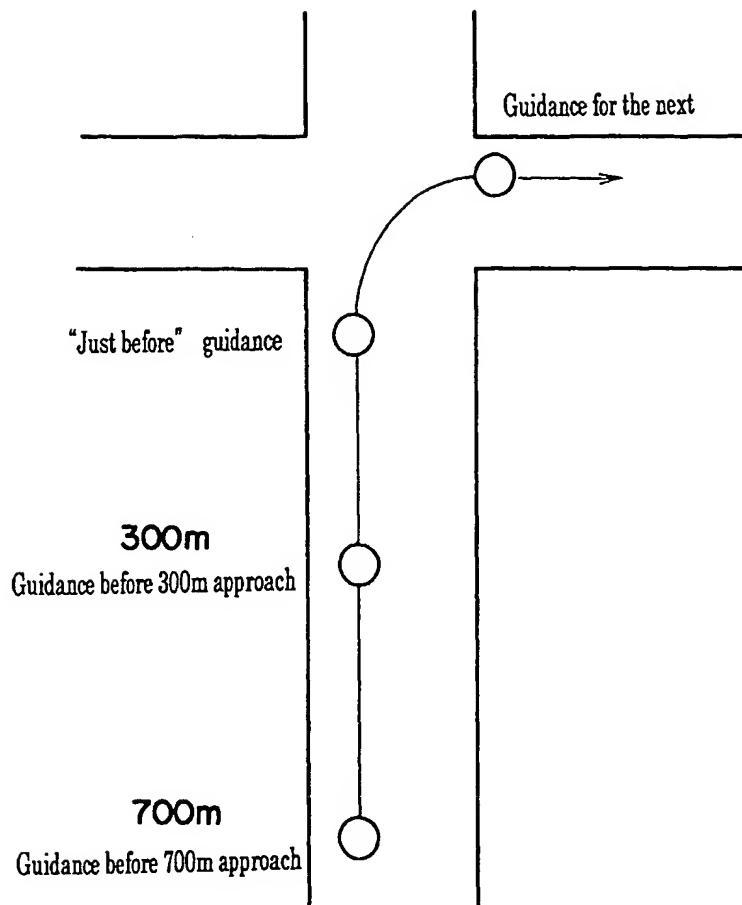 Guidance for the next
“Just before” guidance
300m
Guidance before 300m approach
700m
Guidance before 700m approach